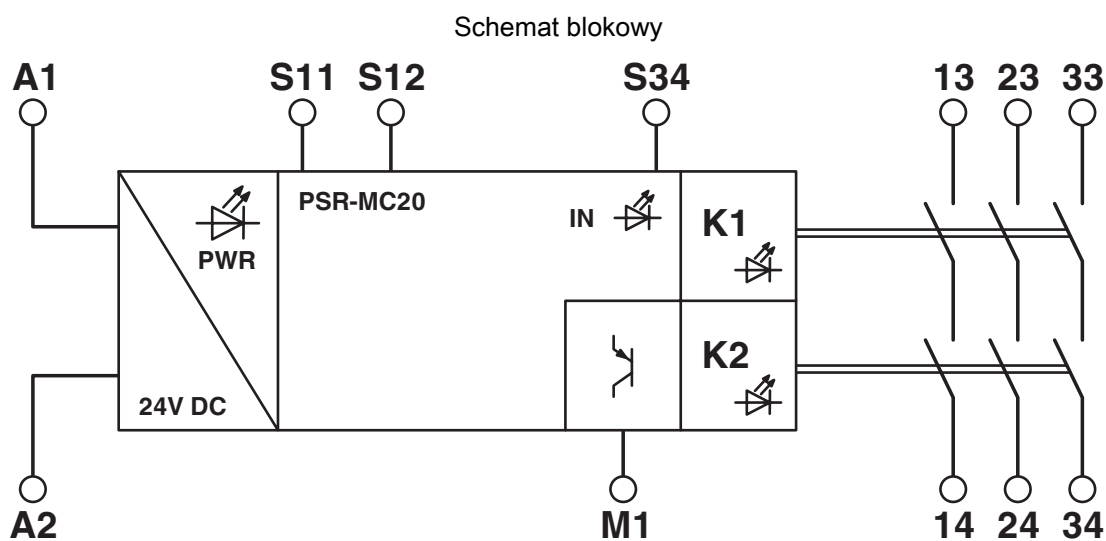 Schemat blokowy
A1 S11 S12 S34 13 23 33
PSR-MC20
IN K1
PWR
K2
24V DC
A2 M1 14 24 34